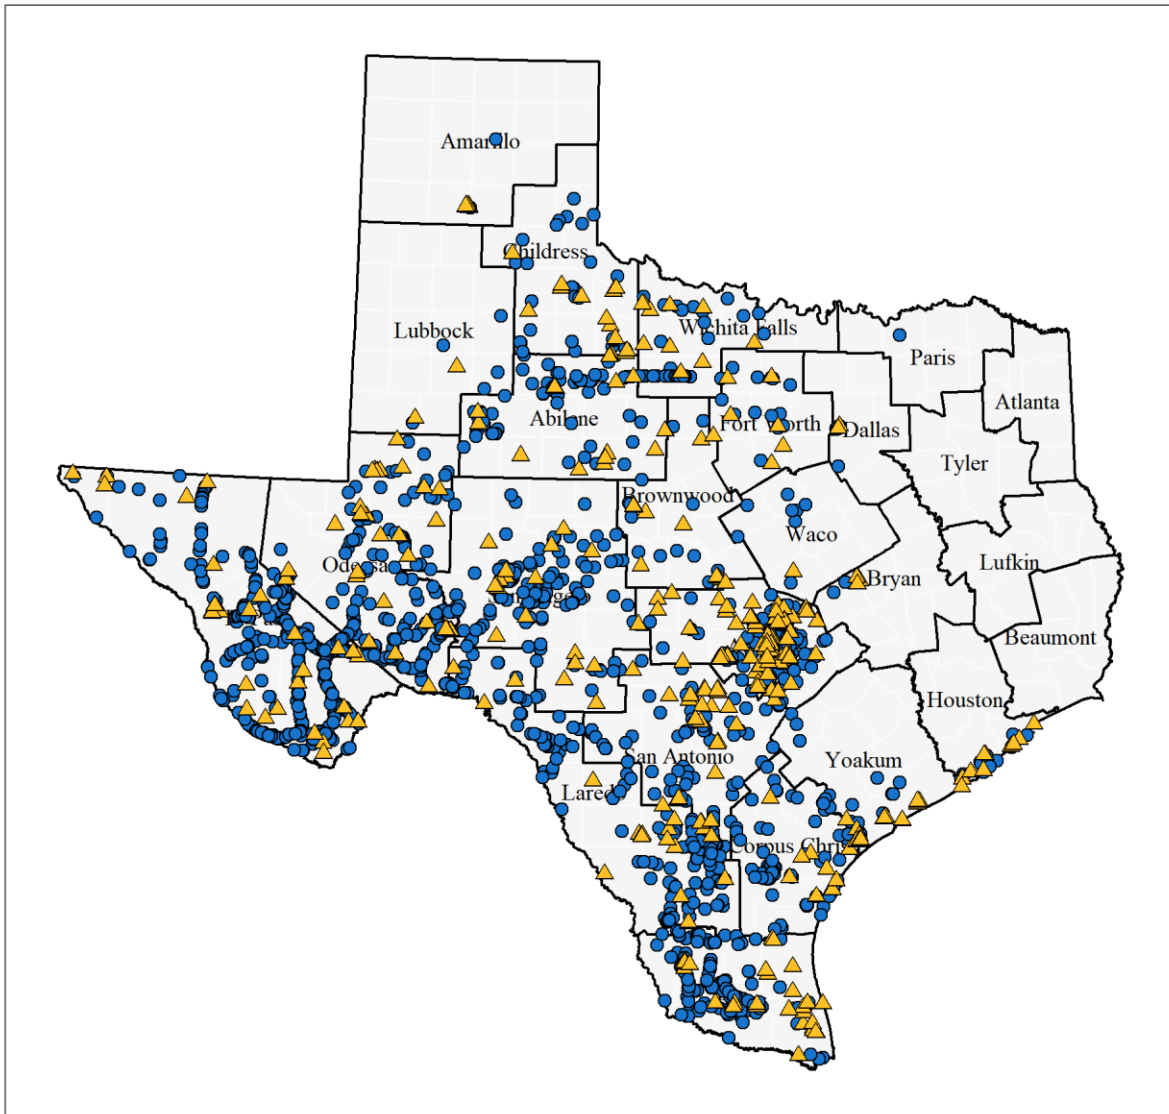 Amarillo
Childress
Wichita Falls
Lubbock
Paris
Atlanta
Abilene
Fort Worth
Dallas
Tyler
Brownwood
Waco
Odessa
Lufkin
Bryan
Beaumont
Houston
San Antonio
Yoakum
Laredo
Corpus Christi